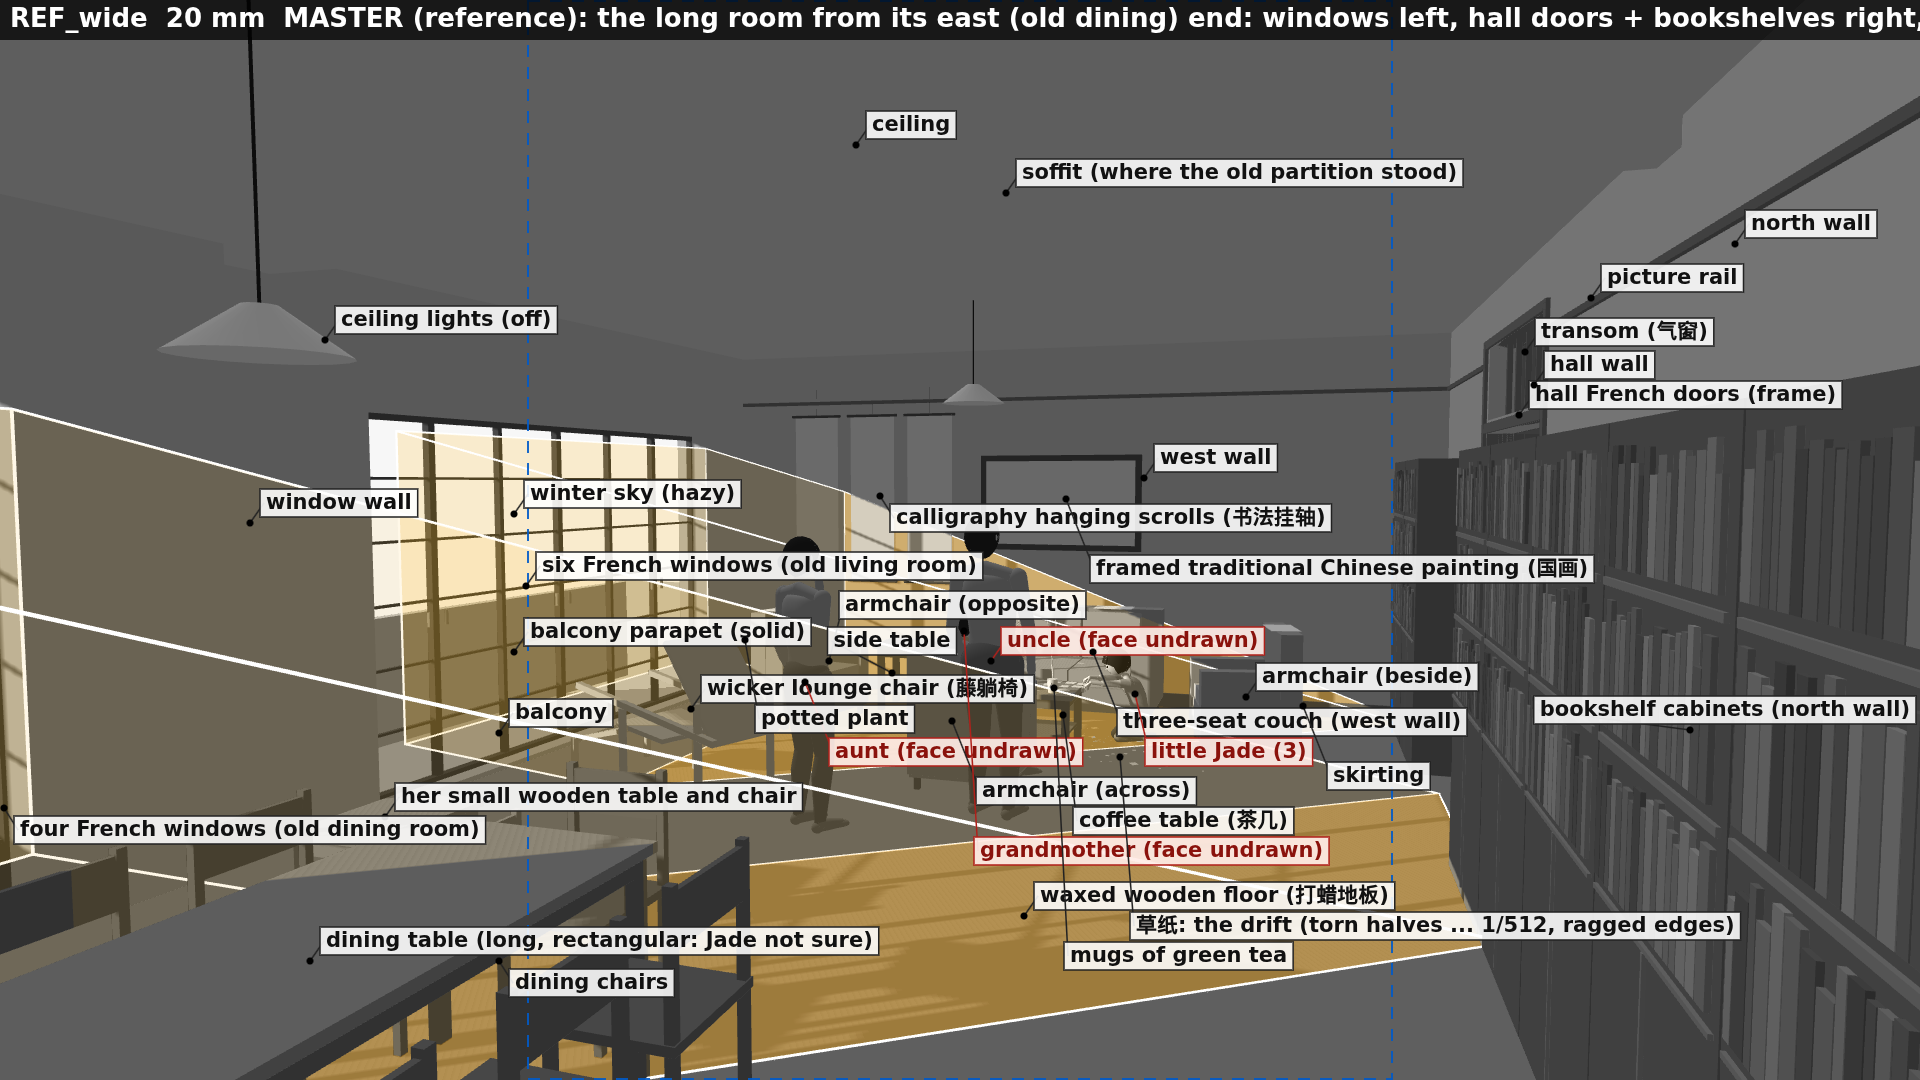 REF_wide  20 mm  MASTER (reference): the long room from its east (old dining) end: windows left, hall doors + bookshelves right,
ceiling
soffit (where the old partition stood)
north wall
picture rail
ceiling lights (off)
transom (气窗)
hall wall
hall French doors (frame)
west wall
winter sky (hazy)
window wall
calligraphy hanging scrolls (书法挂轴)
six French windows (old living room)
framed traditional Chinese painting (国画)
armchair (opposite)
balcony parapet (solid)
side table
uncle (face undrawn)
armchair (beside)
wicker lounge chair (藤躺椅)
bookshelf cabinets (north wall)
balcony
potted plant
three-seat couch (west wall)
aunt (face undrawn)
little Jade (3)
skirting
armchair (across)
her small wooden table and chair
coffee table (茶几)
four French windows (old dining room)
grandmother (face undrawn)
waxed wooden floor (打蜡地板)
草纸: the drift (torn halves ... 1/512, ragged edges)
dining table (long, rectangular: Jade not sure)
mugs of green tea
dining chairs